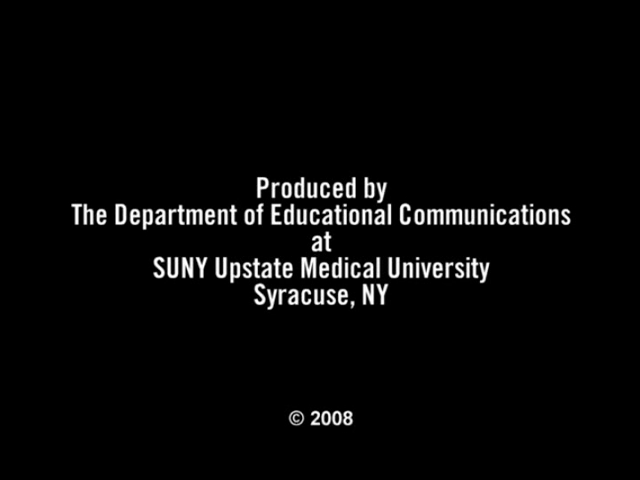 Produced by
The Department of Educational Communications
at
SUNY Upstate Medical University
Syracuse, NY
© 2008